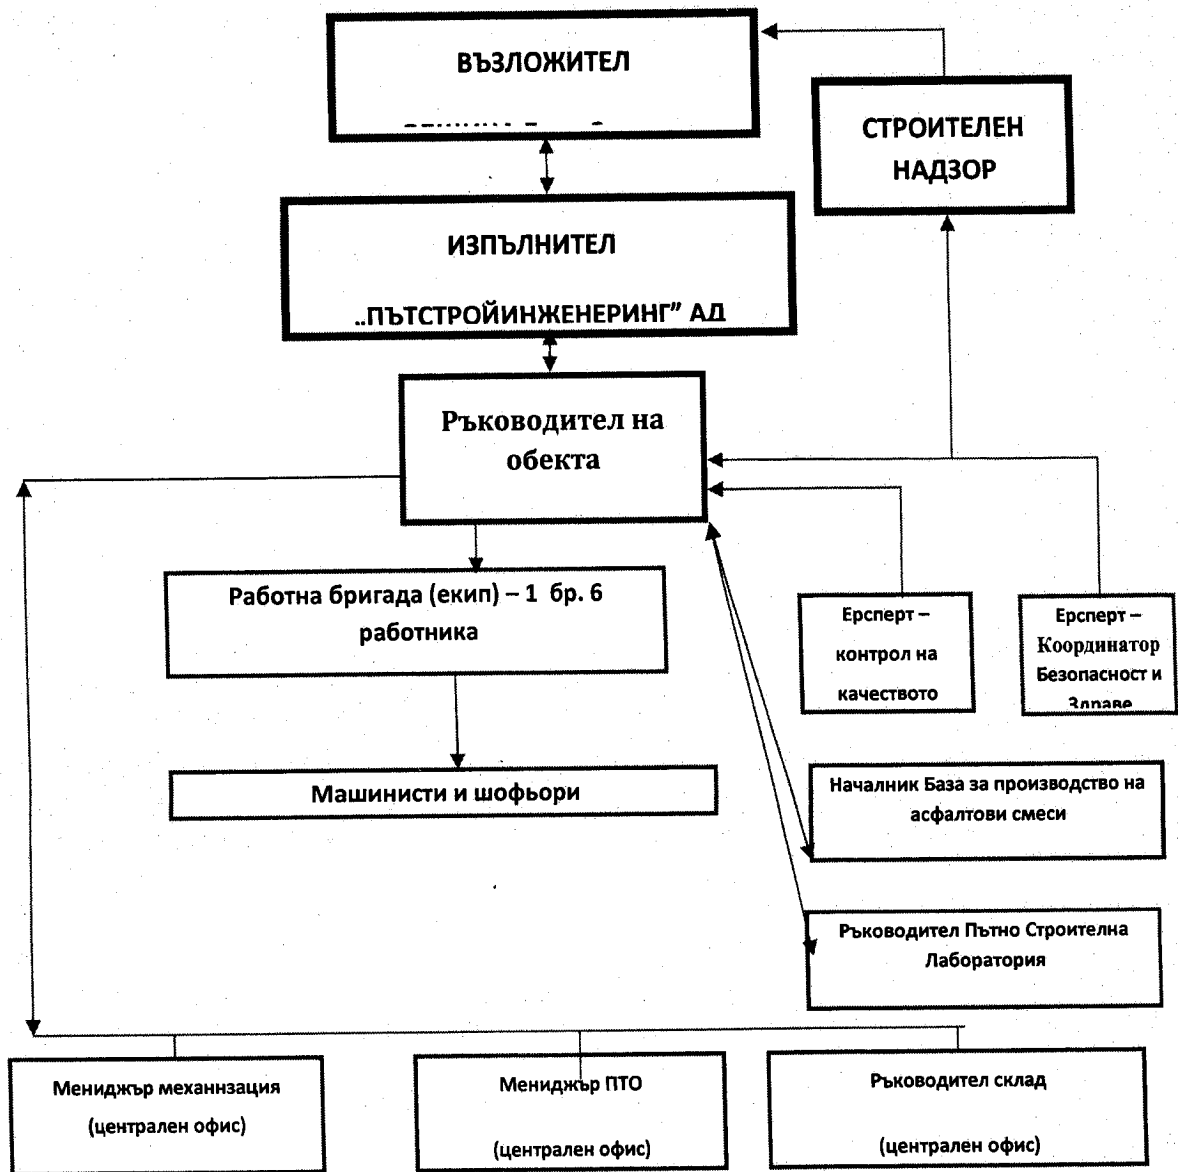 ВЪЗЛОЖИТЕЛ
СТРОИТЕЛЕН
НАДЗОР
ИЗПЪЛНИТЕЛ
„ПЪТСТРОЙИНЖЕНЕРИНГ” АД
Ръководител на
обекта
Работна бригада (екип) – 1 бр. 6
работника
Ерсперт –
контрол на
качеството
Ерсперт –
Координатор
Безопасност и
Здраве
Машинисти и шофьори
Началник База за производство на
асфалтови смеси
Ръководител Пътно Строителна
Лаборатория
Мениджър механнзация
(централен офис)
Мениджър ПТО
(централен офис)
Ръководител склад
(централен офис)